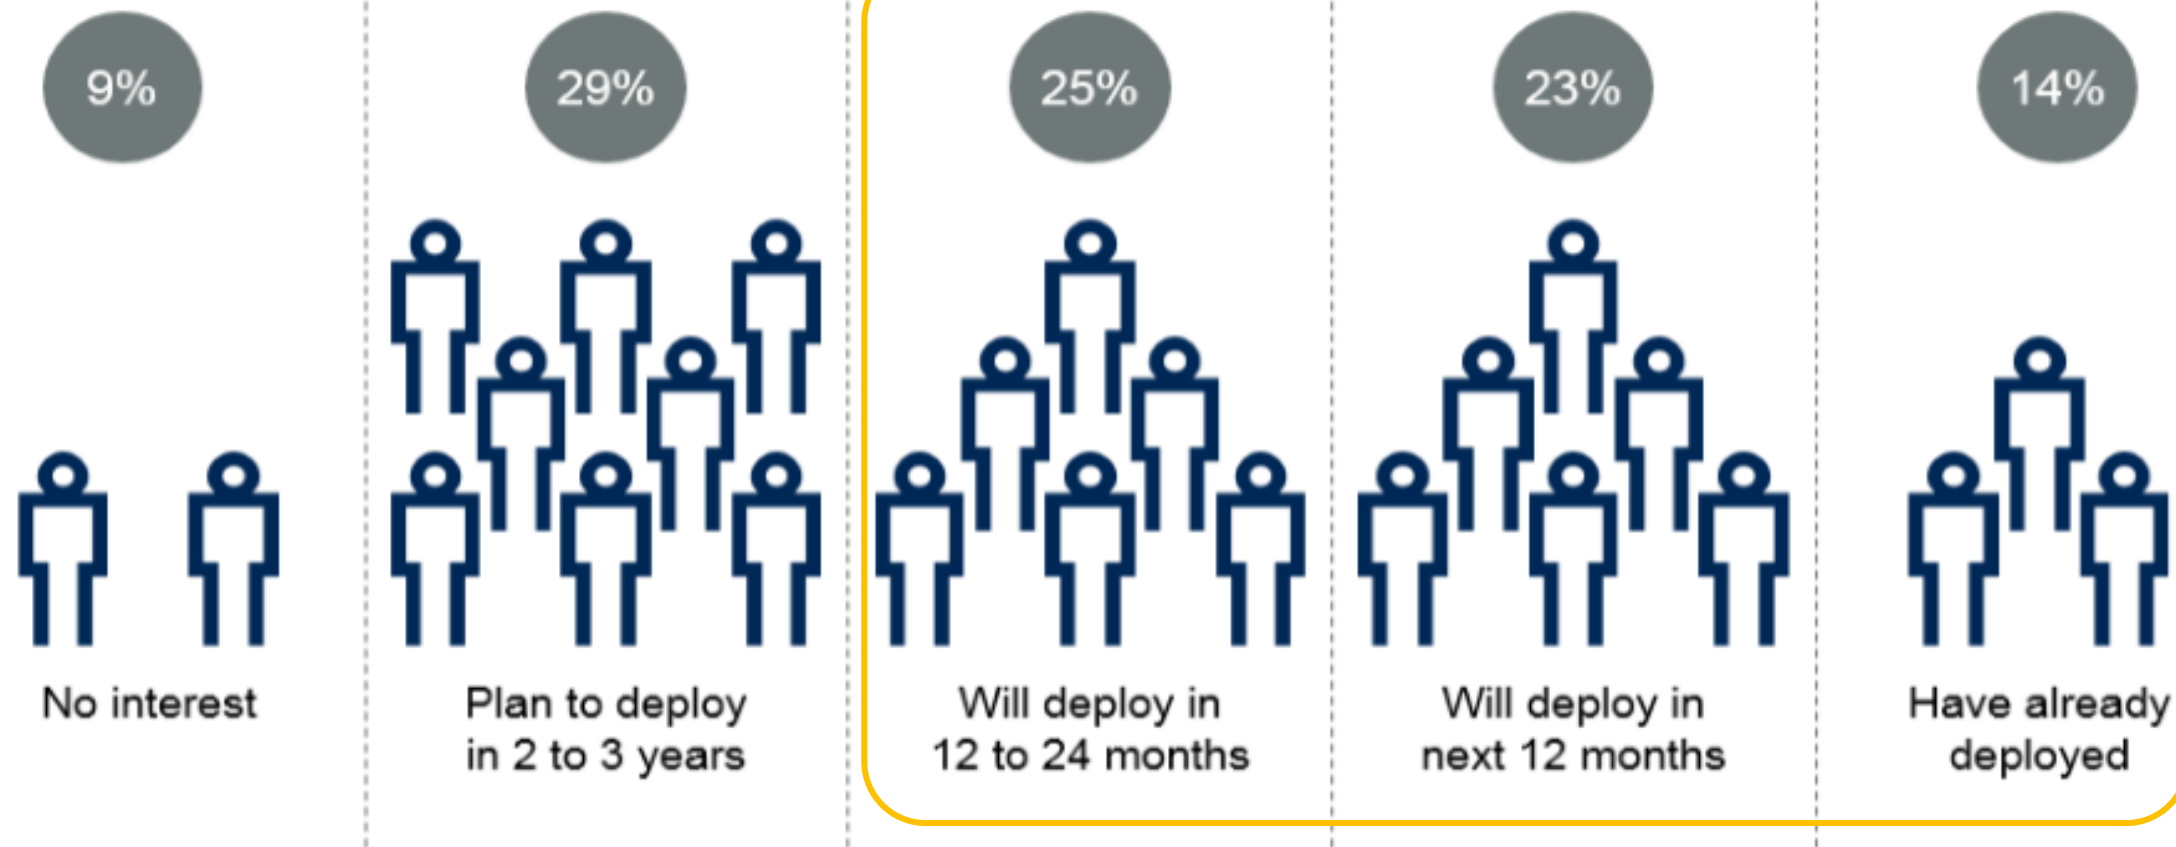 9%
29%
25%
23%
14%
No interest
Plan to deploy
in 2 to 3 years
Will deploy in
12 to 24 months
Will deploy in
next 12 months
Have already
deployed